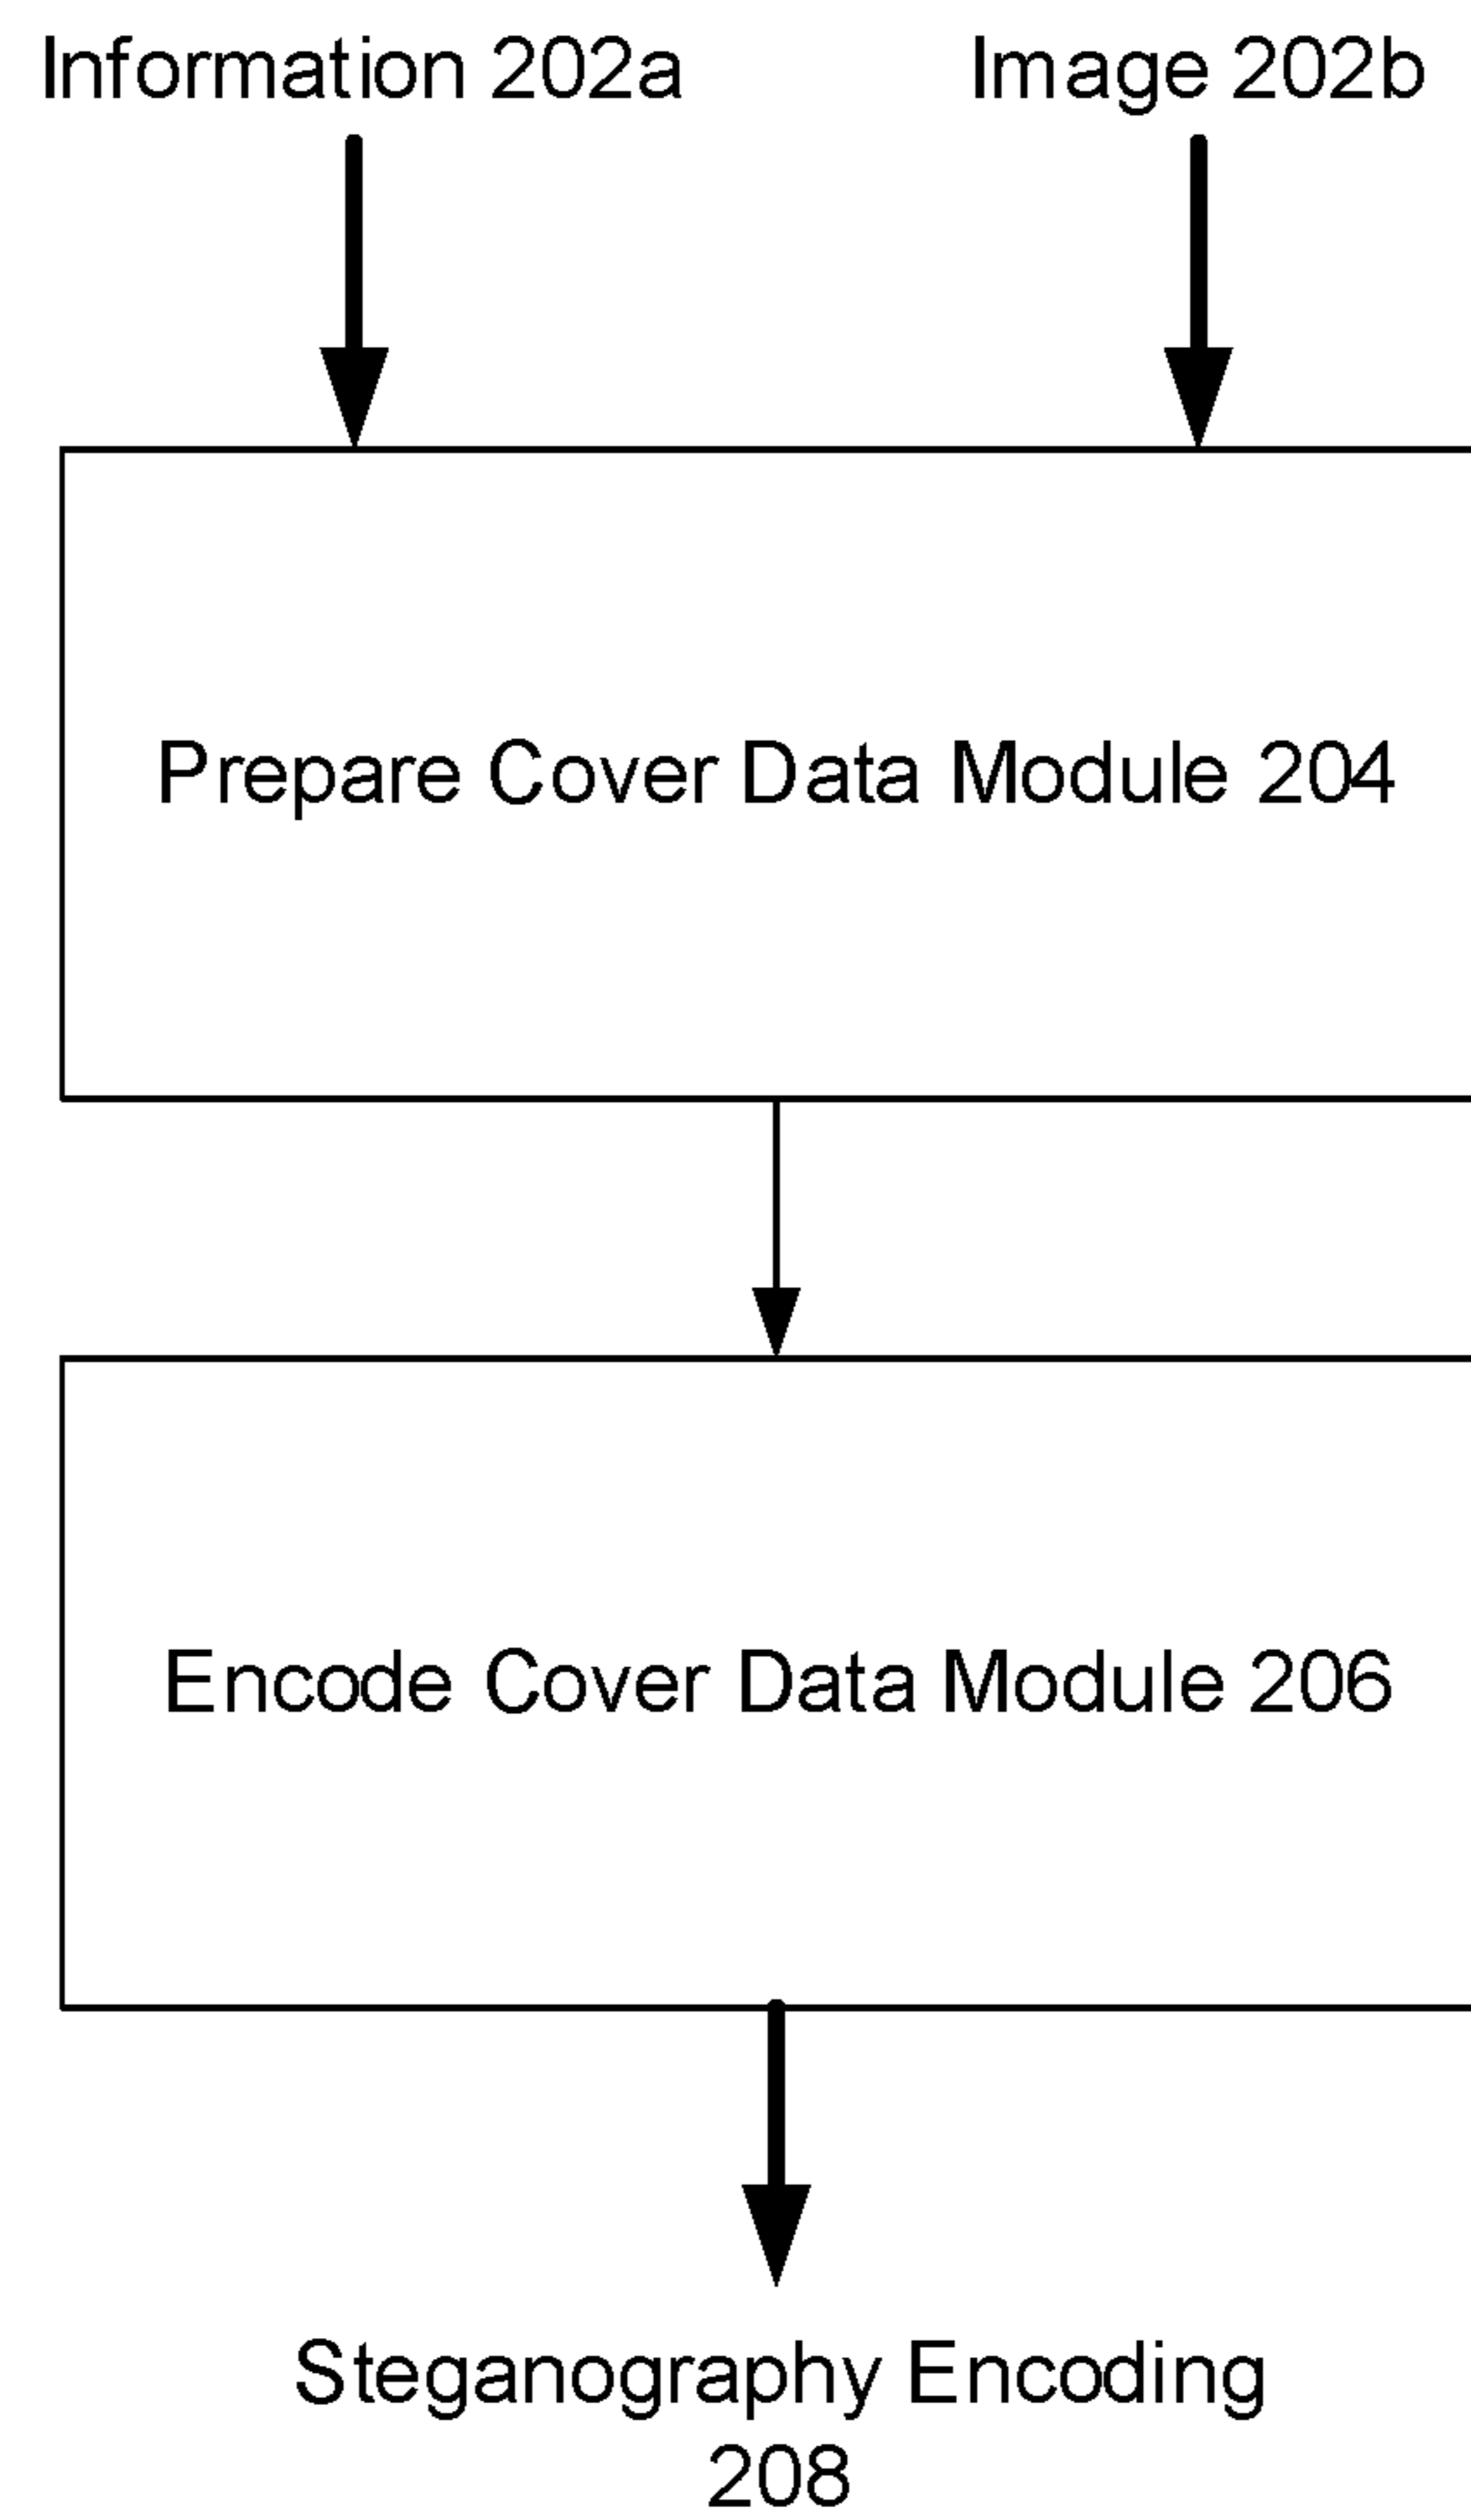 Information 202a
Image 202b
Prepare Cover Data Module 204
Encode Cover Data Module 206
Steganography Encoding
208